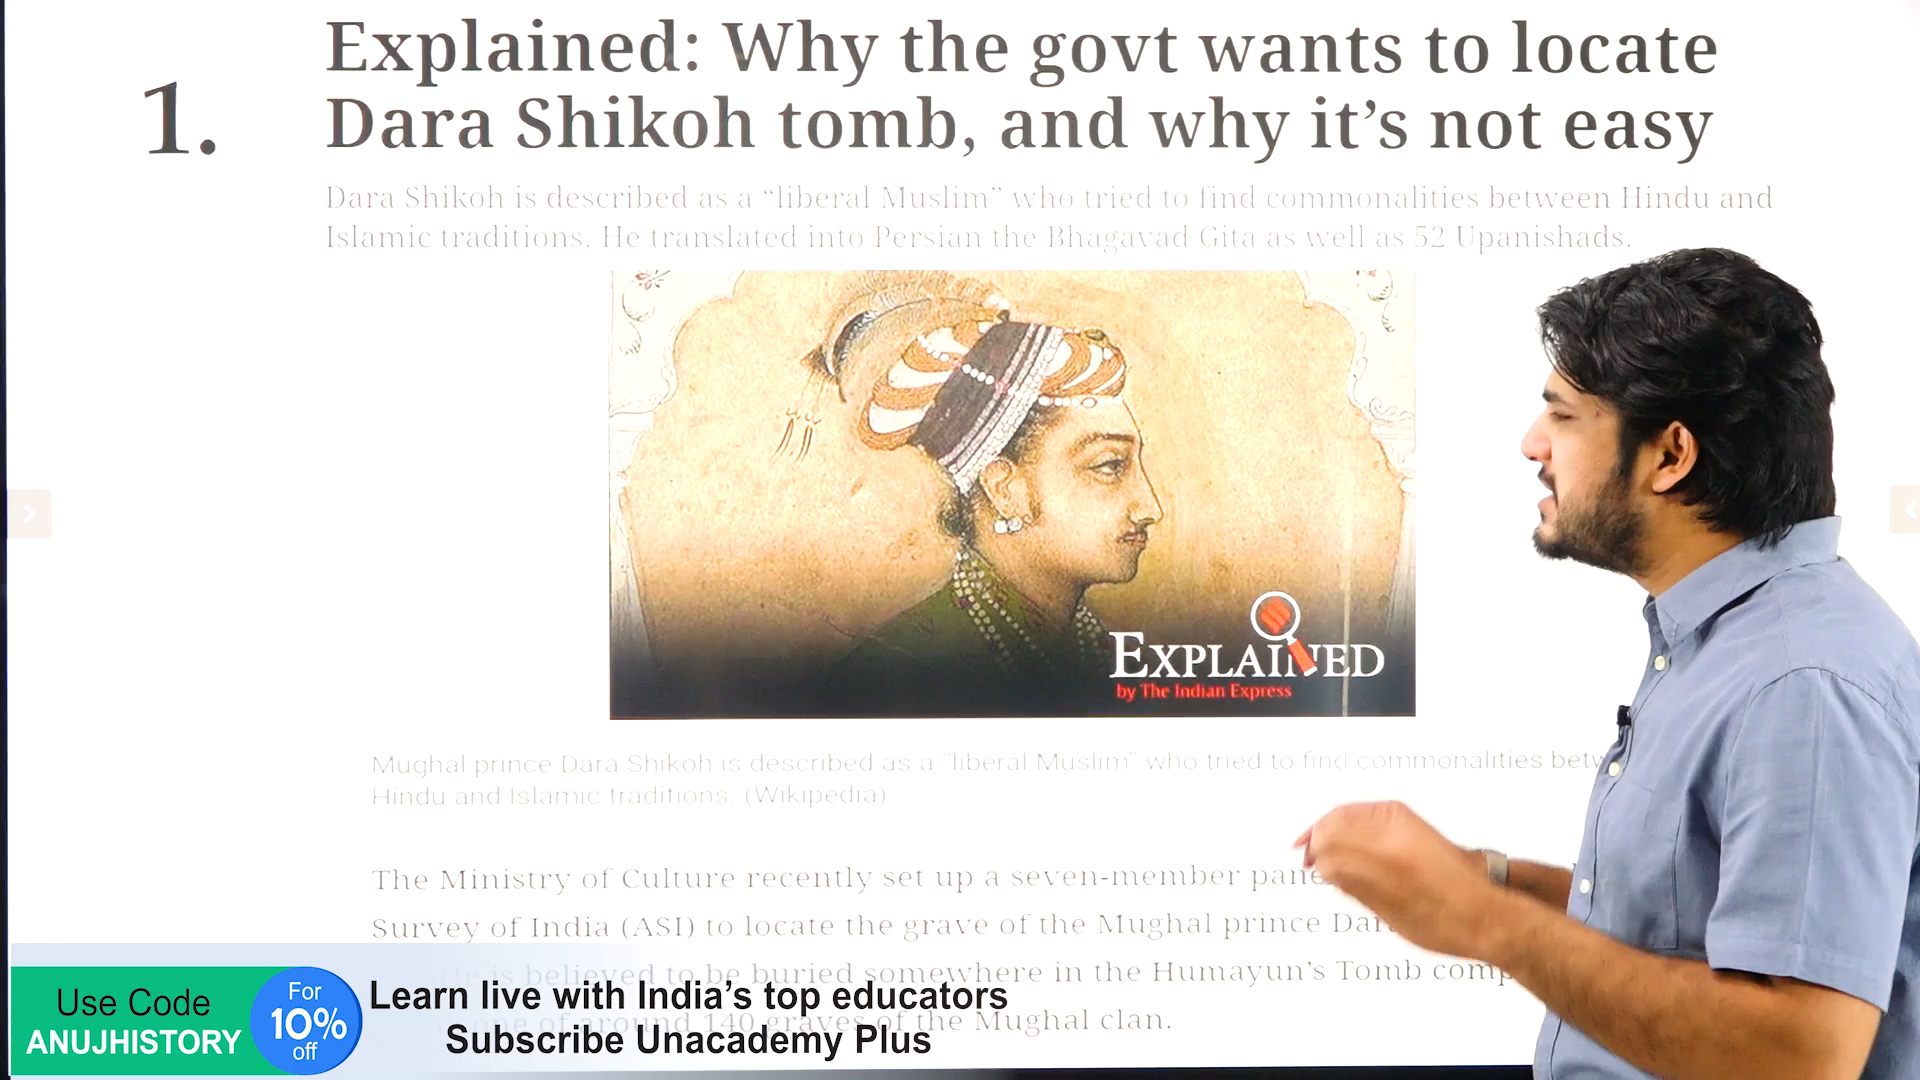 1.
Explained: Why the govt wants to locate
Dara Shikoh tomb, and why it’s not easy
Dara Shikoh is described as a “liberal Muslim” who tried to find commonalities between Hindu and
Islamic traditions. He translated into Persian the Bhagavad Gita as well as 52 Upanishads.
EXPLAINED
by The Indian Express
Mughal prince Dara Shikoh is described as a “liberal Muslim” who tried to find commonalities
Hindu and Islamic traditions. (Wikipedia)
The Ministry of Culture recently set up a seven-member
Survey of India (ASI) to locate the grave of the Mughal prince
He is believed to be buried somewhere in the Humayun’s Tomb
one of around 140 graves of the Mughal clan.
Use Code
ANUJHISTORY
For
10%
off
Learn live with India’s top educators
Subscribe Unacademy Plus